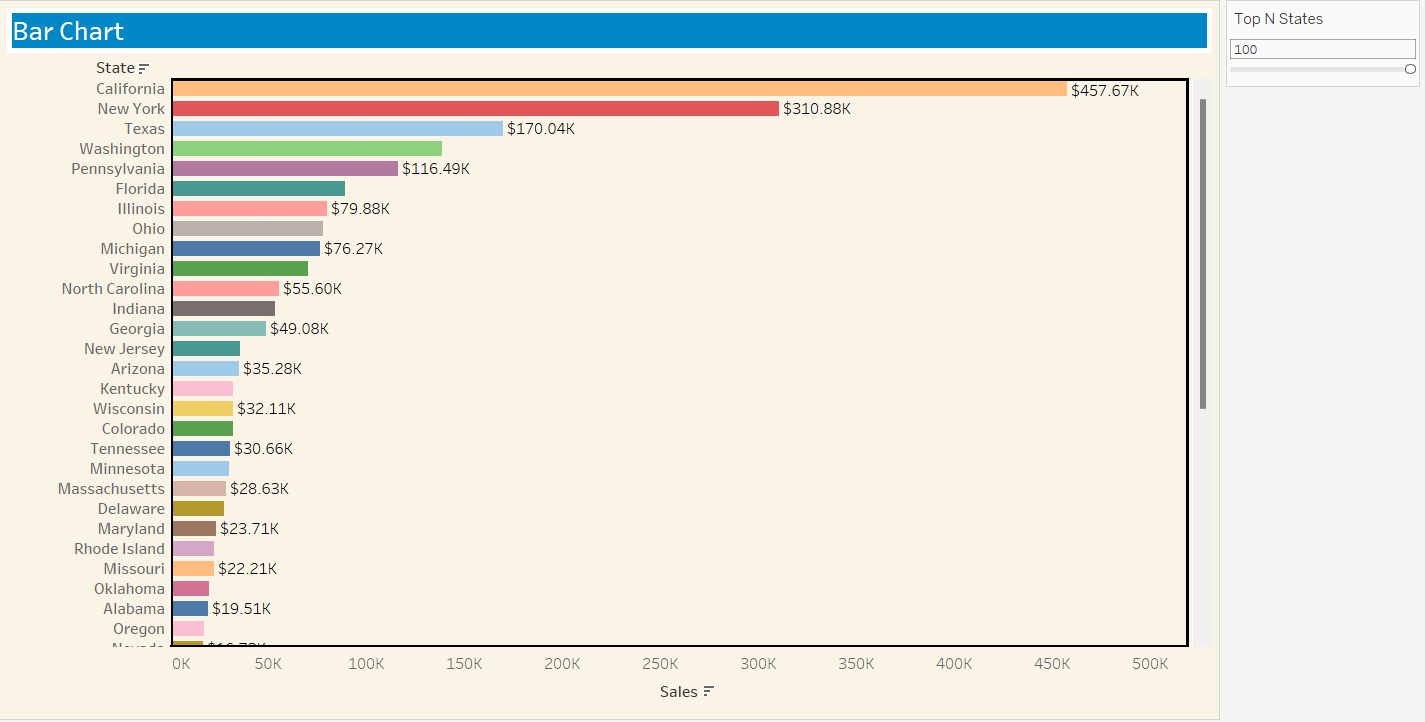 Bar Chart
Top N States
100
State
California $457.67K
New York $310.88K
Texas $170.04K
Washington
Pennsylvania $116.49K
Florida
Illinois $79.88K
Ohio
Michigan $76.27K
Virginia
North Carolina $55.60K
Indiana
Georgia $49.08K
New Jersey
Arizona $35.28K
Kentucky
Wisconsin $32.11K
Colorado
Tennessee $30.66K
Minnesota
Massachusetts $28.63K
Delaware
Maryland $23.71K
Rhode Island
Missouri $22.21K
Oklahoma
Alabama $19.51K
Oregon
0K 50K 100K 150K 200K 250K 300K 350K 400K 450K 500K
Sales